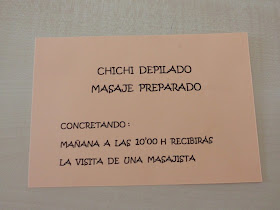 CHICHI DEPILADO
MASAJE PREPARADO
CONCRETANDO:
MAÑANA A LAS 10'00 H RECIBIRÁS
LA VISITA DE UNA MASAJISTA